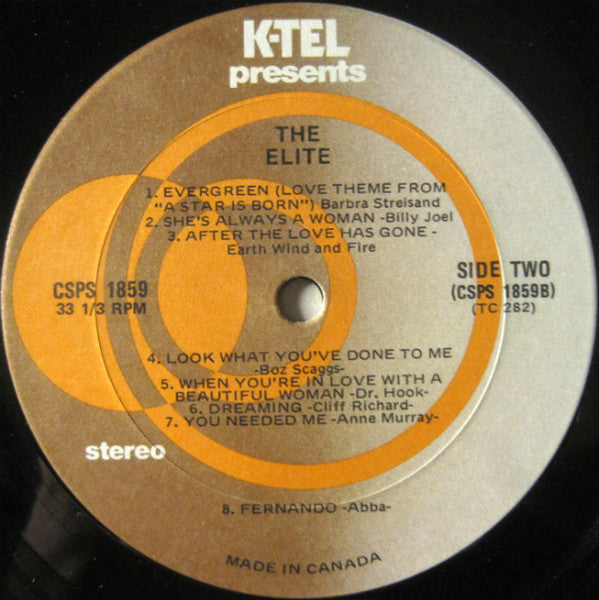 K-TEL
presents
THE
ELITE
1. EVERGREEN (LOVE THEME FROM
"A STAR IS BORN") Barbra Streisand
2. SHE'S ALWAYS A WOMAN -Billy Joel
3. AFTER THE LOVE HAS GONE -
Earth Wind and Fire
CSPS 1859
33 1/3 RPM
SIDE TWO
(CSPS 1859B)
(TC 282)
4. LOOK WHAT YOU'VE DONE TO ME
-Boz Scaggs-
5. WHEN YOU'RE IN LOVE WITH A
BEAUTIFUL WOMAN -Dr. Hook-
6. DREAMING -Cliff Richard-
7. YOU NEEDED ME -Anne Murray-
stereo
8. FERNANDO -Abba-
MADE IN CANADA